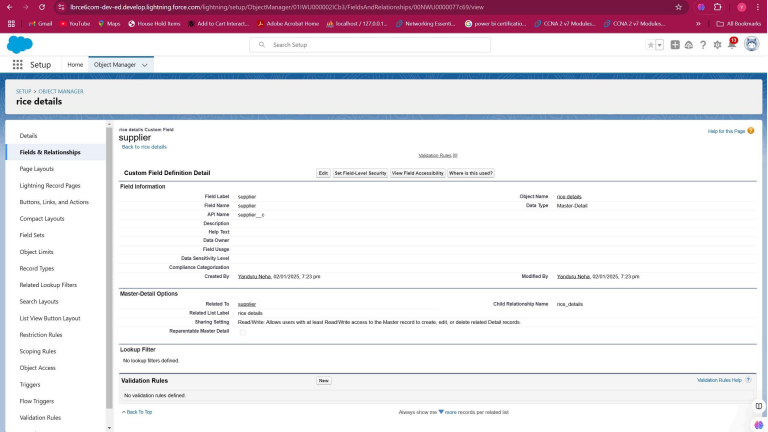 lbrce6com-dev-ed.develop.lightning.force.com/lightning/setup/ObjectManager/01IWU000002ICb3/FieldsAndRelationships/00NWU0000077c69/view
Gmail YouTube Maps House Hold Items Add to Cart Interact... Adobe Acrobat Home localhost / 127.0.0.1... Networking Essenti... power bi certificatio... CCNA 2 v7 Modules... CCNA 2 v7 Modules... » All Bookmarks
Search Setup
Setup Home Object Manager
SETUP > OBJECT MANAGER
rice details
Details
Fields & Relationships
Page Layouts
Lightning Record Pages
Buttons, Links, and Actions
Compact Layouts
Field Sets
Object Limits
Record Types
Related Lookup Filters
Search Layouts
List View Button Layout
Restriction Rules
Scoping Rules
Object Access
Triggers
Flow Triggers
Validation Rules
rice details Custom Field
supplier
Back to rice details
Help for this Page
Validation Rules [0]
Custom Field Definition Detail Edit Set Field-Level Security View Field Accessibility Where is this used?
Field Information
Field Label supplier Object Name rice details
Field Name supplier Data Type Master-Detail
API Name supplier__c
Description
Help Text
Data Owner
Field Usage
Data Sensitivity Level
Compliance Categorization
Created By Yanduru Neha, 02/01/2025, 7:23 pm Modified By Yanduru Neha, 02/01/2025, 7:23 pm
Master-Detail Options
Related To supplier Child Relationship Name rice_details
Related List Label rice details
Sharing Setting Read/Write: Allows users with at least Read/Write access to the Master record to create, edit, or delete related Detail records.
Reparentable Master Detail
Lookup Filter
No lookup filters defined.
Validation Rules New Validation Rules Help ?
No validation rules defined.
^ Back To Top Always show me more records per related list